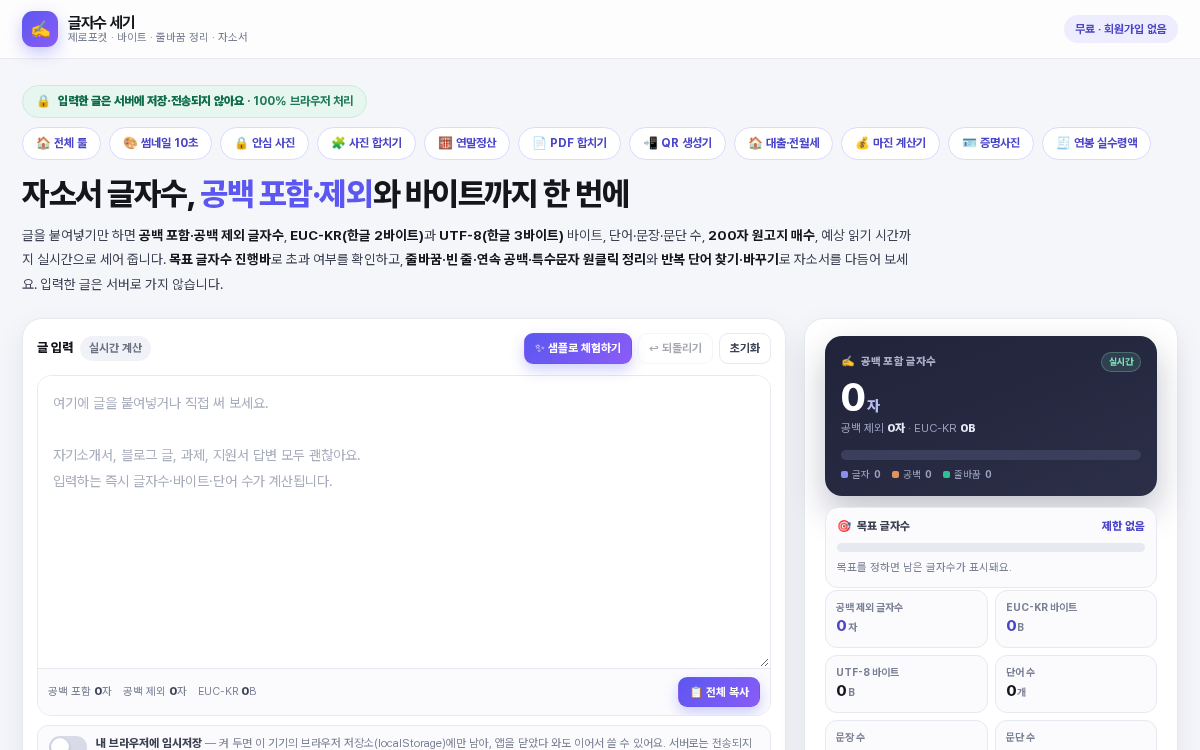 ✍️ 글자수 세기
제로포켓 · 바이트 · 줄바꿈 정리 · 자소서
무료 · 회원가입 없음
🔒 입력한 글은 서버에 저장·전송되지 않아요 · 100% 브라우저 처리
🏠 전체 툴 🎨 썸네일 10초 🔒 안심 사진 🧩 사진 합치기 🧮 연말정산 📄 PDF 합치기 📲 QR 생성기 🏠 대출·전월세 💰 마진 계산기 🪪 증명사진 🧾 연봉 실수령액
자소서 글자수, 공백 포함·제외와 바이트까지 한 번에
글을 붙여넣기만 하면 공백 포함·공백 제외 글자수, EUC-KR(한글 2바이트)과 UTF-8(한글 3바이트) 바이트, 단어·문장·문단 수, 200자 원고지 매수, 예상 읽기 시간까
지 실시간으로 세어 줍니다. 목표 글자수 진행바로 초과 여부를 확인하고, 줄바꿈·빈 줄·연속 공백·특수문자 원클릭 정리와 반복 단어 찾기·바꾸기로 자소서를 다듬어 보세
요. 입력한 글은 서버로 가지 않습니다.
글 입력 실시간 계산
✨ 샘플로 체험하기 ↩ 되돌리기 초기화
여기에 글을 붙여넣거나 직접 써 보세요.
자기소개서, 블로그 글, 과제, 지원서 답변 모두 괜찮아요.
입력하는 즉시 글자수·바이트·단어 수가 계산됩니다.
공백 포함 0자 공백 제외 0자 EUC-KR 0B
📋 전체 복사
내 브라우저에 임시저장 — 켜 두면 이 기기의 브라우저 저장소(localStorage)에만 남아, 앱을 닫았다 와도 이어서 쓸 수 있어요. 서버로는 전송되지
✍️ 공백 포함 글자수 실시간
0자
공백 제외 0자 · EUC-KR 0B
글자 0 공백 0 줄바꿈 0
🎯 목표 글자수 제한 없음
목표를 정하면 남은 글자수가 표시돼요.
공백 제외 글자수
0자
EUC-KR 바이트
0B
UTF-8 바이트
0B
단어 수
0개
문장 수
문단 수